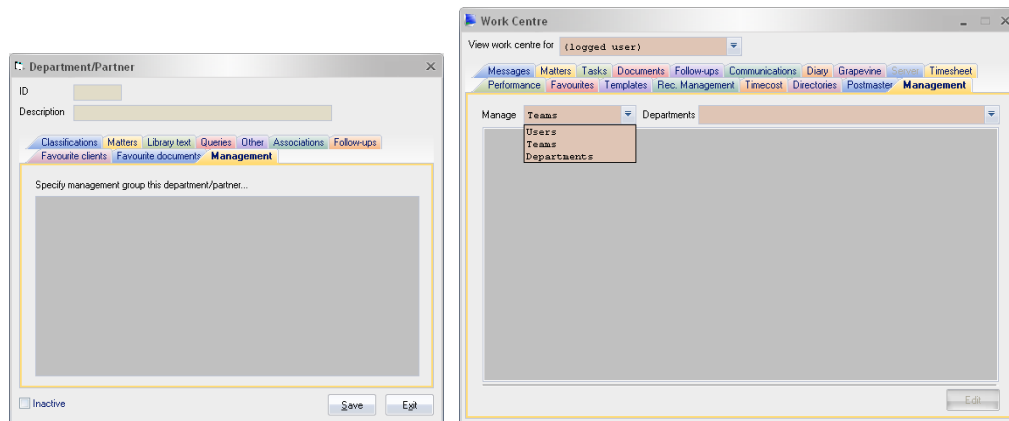 Department/Partner
ID
Description
Classifications Matters Library text Queries Other Associations Follow-ups
Favourite clients Favourite documents Management
Specify management group this department/partner...
Inactive
Save Exit
Work Centre
View work centre for (logged user)
Messages Matters Tasks Documents Follow-ups Communications Diary Grapevine Server Timesheet
Performance Favourites Templates Rec. Management Timecost Directories Postmaster Management
Manage Teams Departments
Users
Teams
Departments
Edit